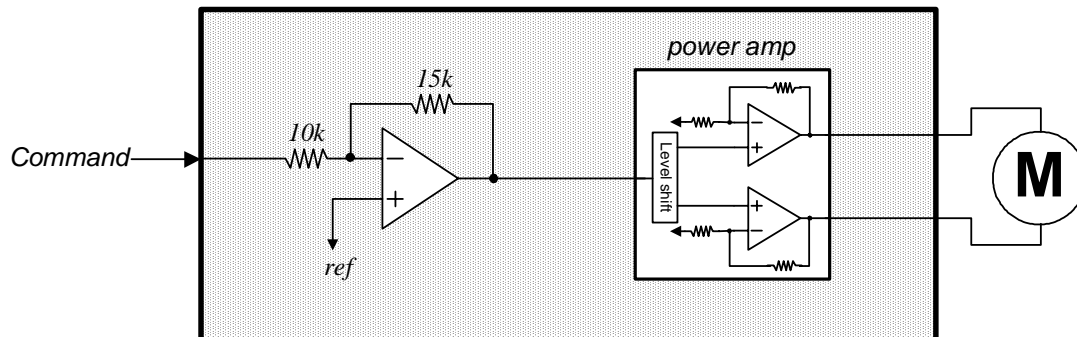 power amp
15k
10k
Command
ref
−
+
Level shift
−
+
+
−
M